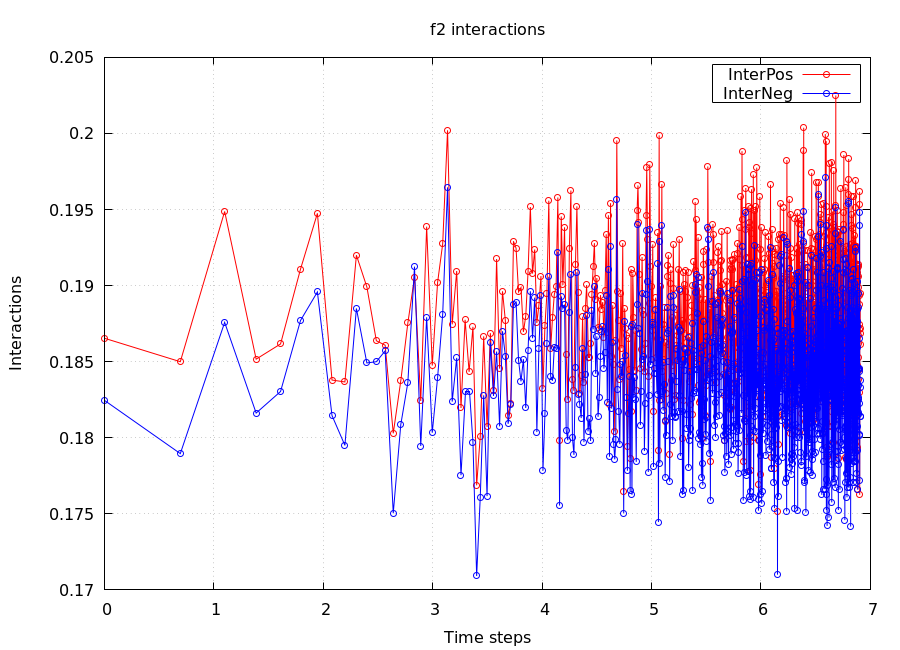 f2 interactions
0.205
0.2
0.195
0.19
0.185
0.18
0.175
0.17
Interactions
InterPos
InterNeg
0 1 2 3 4 5 6 7
Time steps